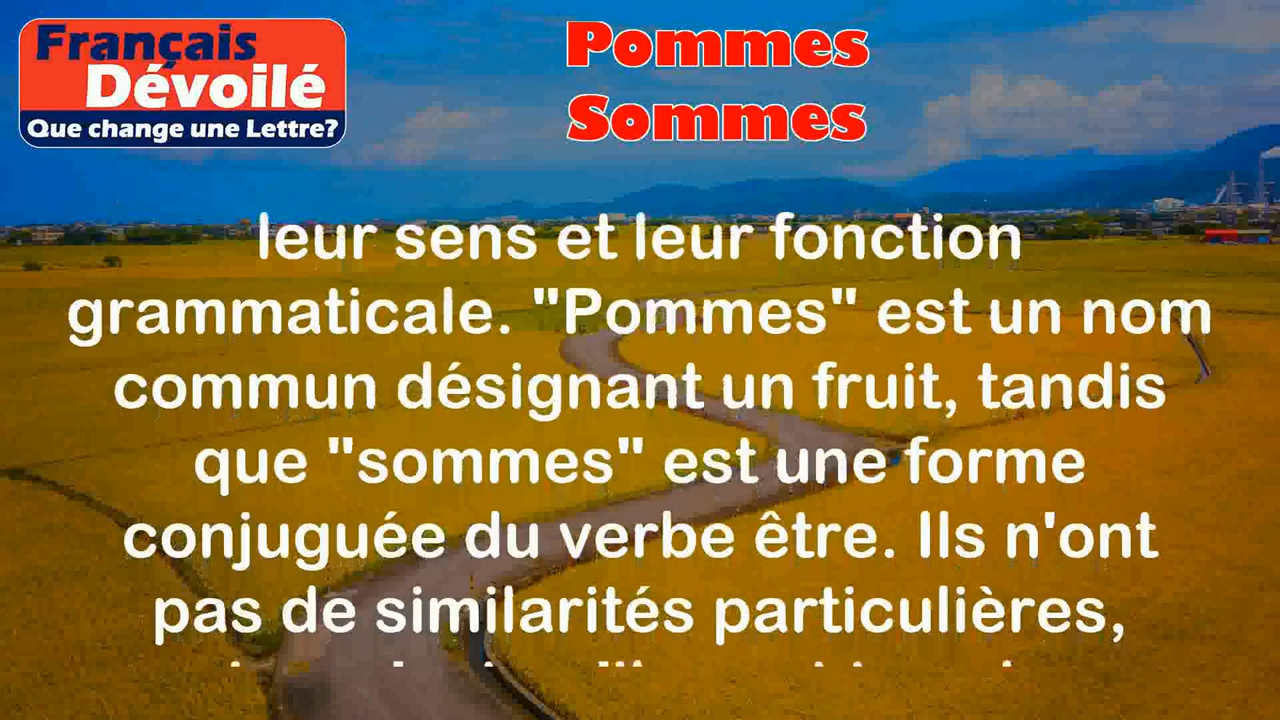 Français
Dévoilé
Que change une Lettre?
Pommes
Sommes
leur sens et leur fonction
grammaticale. "Pommes" est un nom
commun désignant un fruit, tandis
que "sommes" est une forme
conjuguée du verbe être. Ils n'ont
pas de similarités particulières,